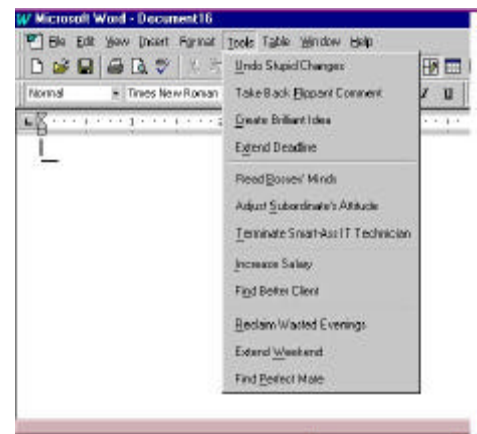 Microsoft Word - Document16
File Edit View Insert Format Tools Table Window Help
Normal Times New Roman U
Undo Stupid Changes
Take Back Flippant Comment
Create Brilliant Idea
Extend Deadline
Read Bosses' Minds
Adjust Subordinate's Attitude
Terminate Smart-Ass IT Technician
Increase Salary
Find Better Client
Reclaim Wasted Evenings
Extend Weekend
Find Perfect Mate